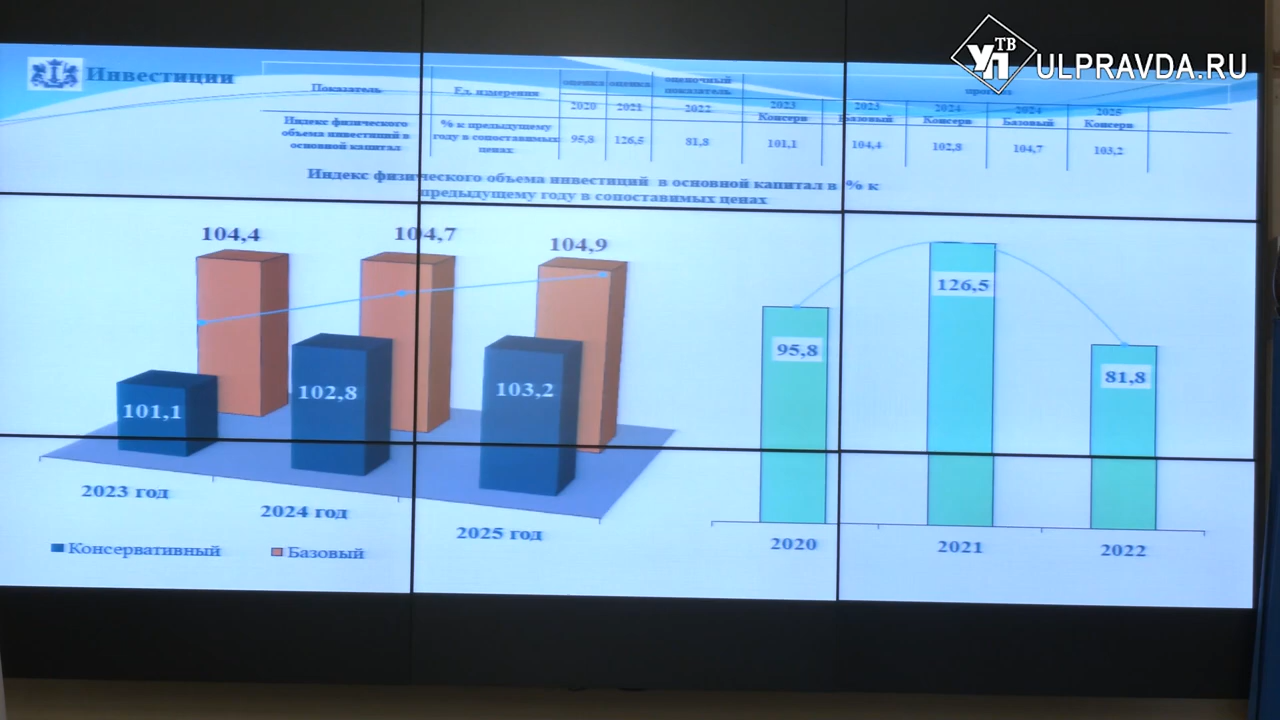 УП ТВ ULPRAVDA.RU
Инвестиции
Показатель Ед. измерения оценка оценка оценочный показатель прогноз
2020 2021 2022 2023 Консерв 2023 Базовый 2024 Консерв 2024 Базовый 2025 Консерв
Индекс физического % к предыдущему
объема инвестиций в году в сопоставимых 95,8 126,5 81,8 101,1 104,4 102,8 104,7 103,2
основной капитал ценах
Индекс физического объема инвестиций в основной капитал в % к
предыдущему году в сопоставимых ценах
104,4 104,7 104,9
101,1 102,8 103,2
2023 год
2024 год
2025 год
Консервативный Базовый
95,8 126,5 81,8
2020 2021 2022